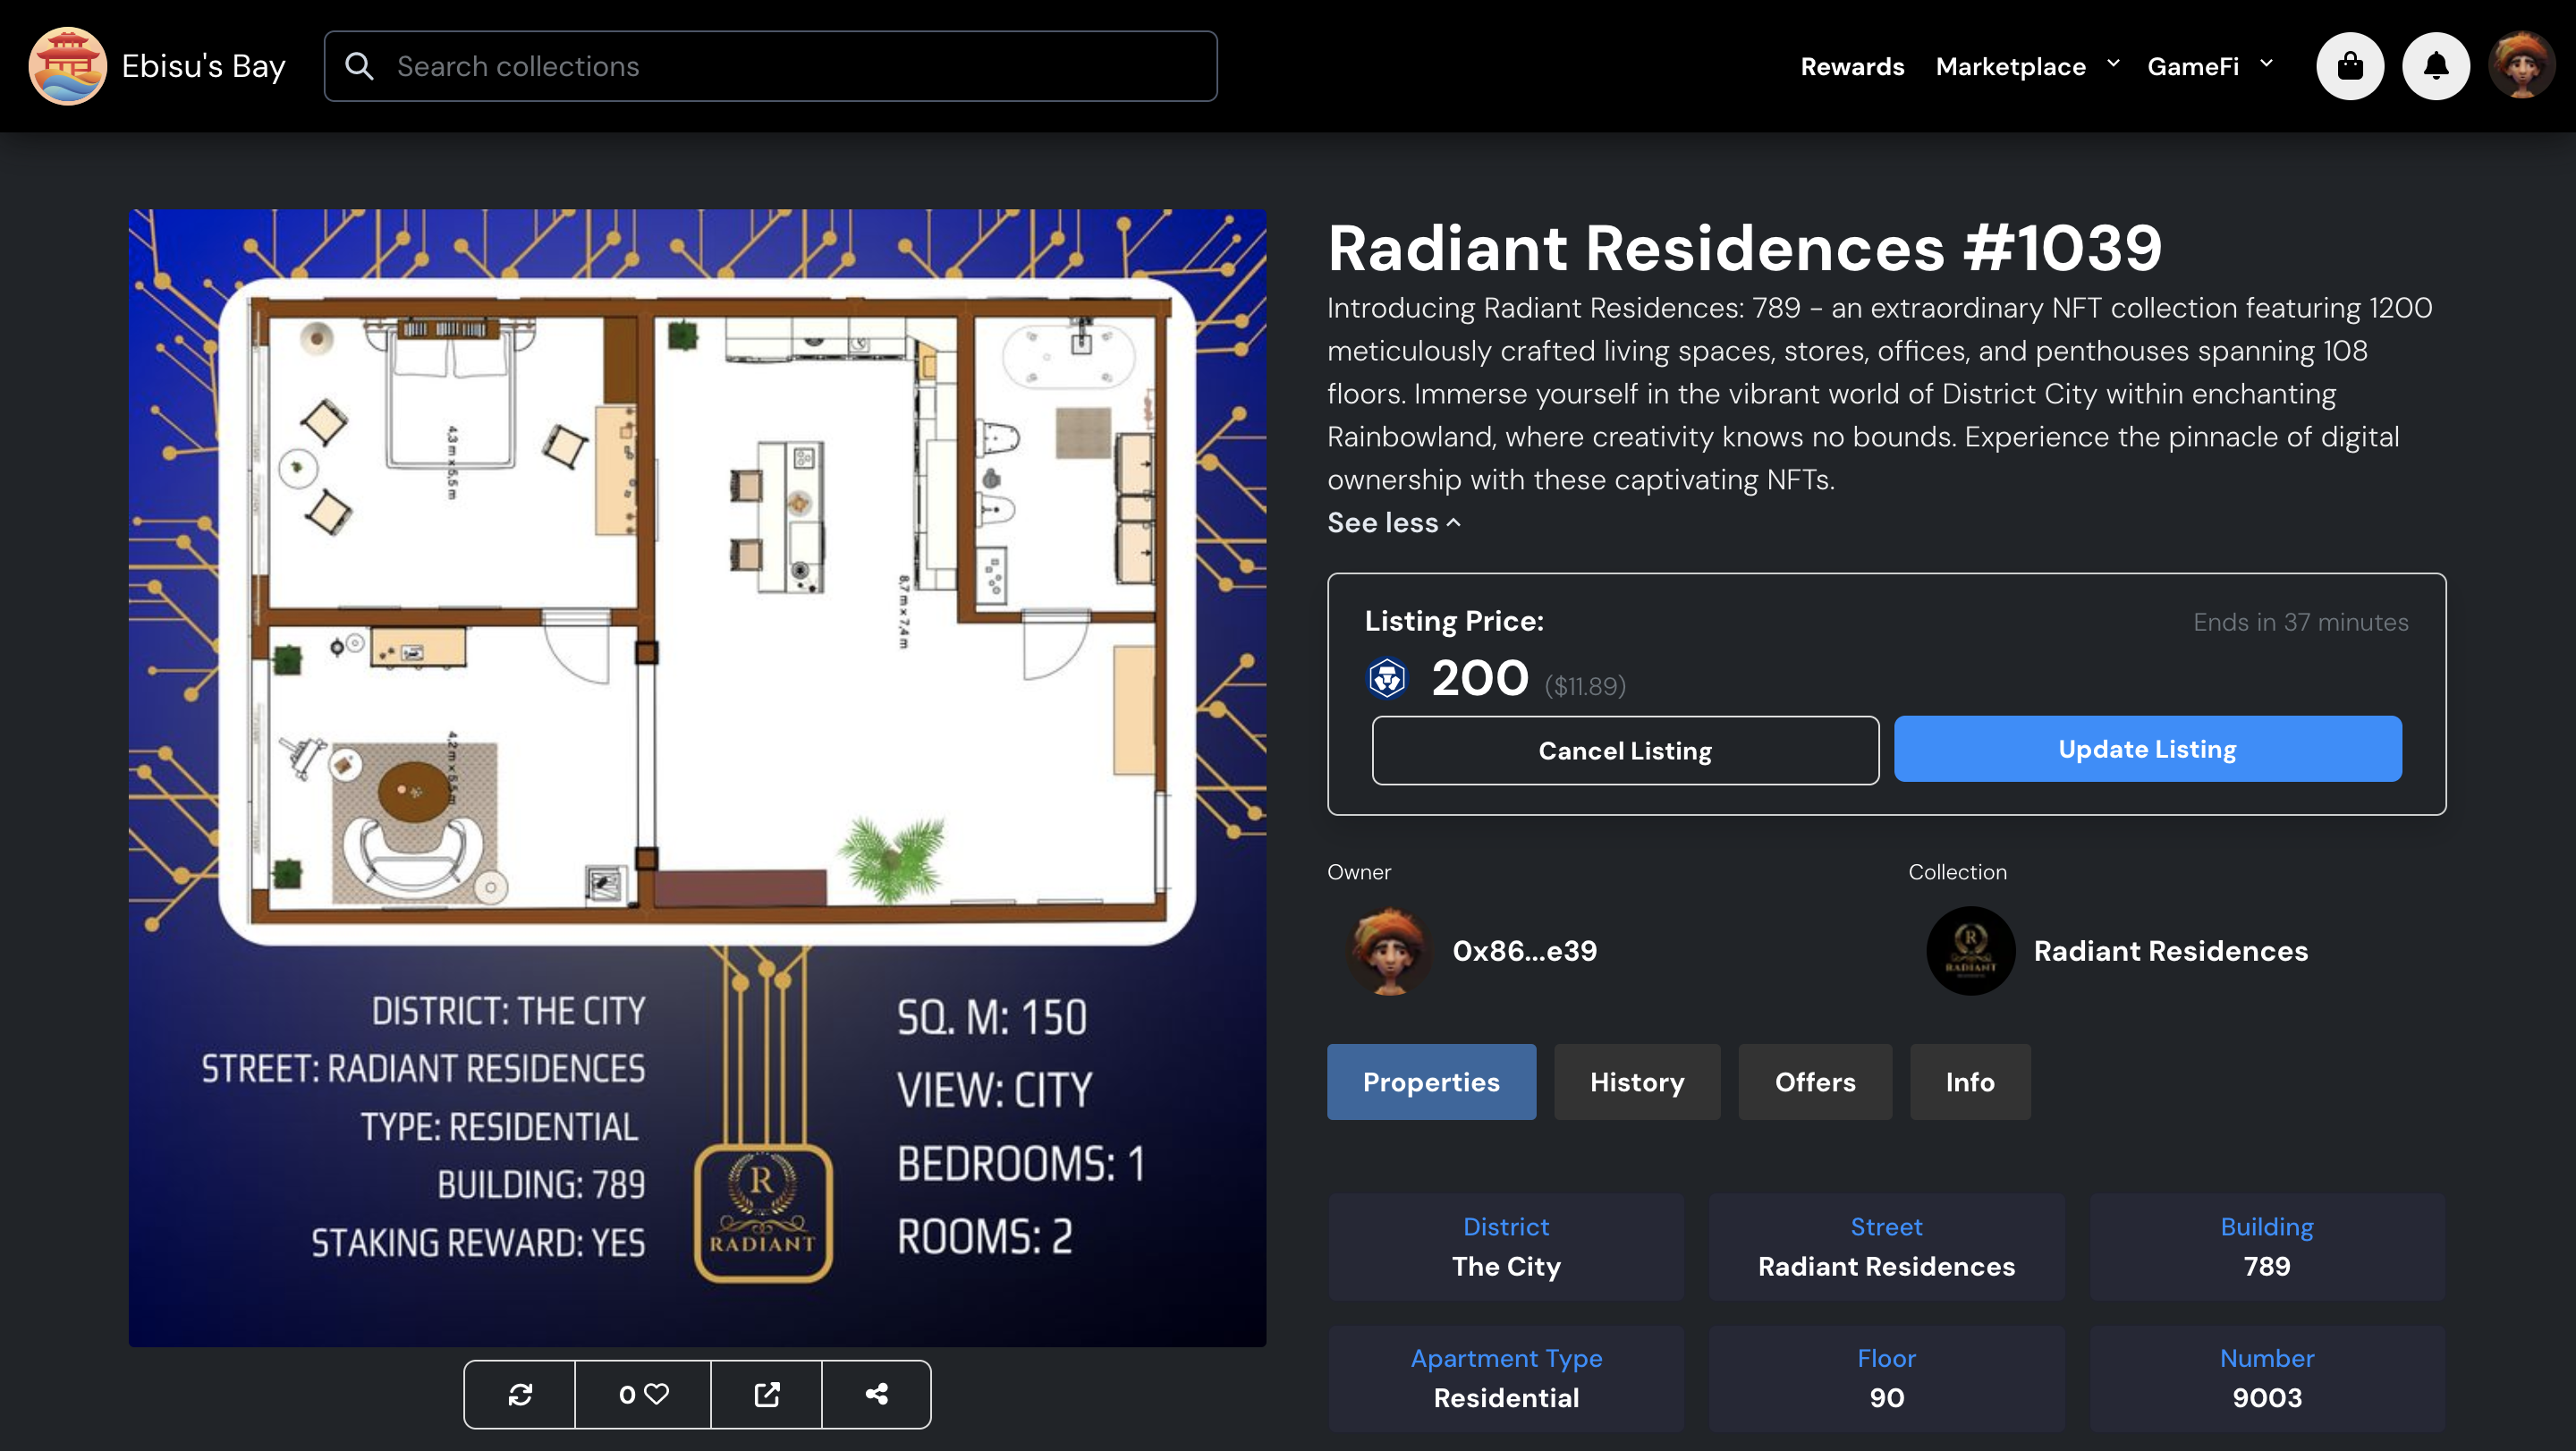 Ebisu's Bay
Search collections
Rewards
Marketplace
GameFi
4,3 m x 5,5 m
8,7 m x 7,4 m
4,2 m x 5,5 m
DISTRICT: THE CITY
STREET: RADIANT RESIDENCES
TYPE: RESIDENTIAL
BUILDING: 789
STAKING REWARD: YES
R
RADIANT
SQ. M: 150
VIEW: CITY
BEDROOMS: 1
ROOMS: 2
0
Radiant Residences #1039
Introducing Radiant Residences: 789 – an extraordinary NFT collection featuring 1200
meticulously crafted living spaces, stores, offices, and penthouses spanning 108
floors. Immerse yourself in the vibrant world of District City within enchanting
Rainbowland, where creativity knows no bounds. Experience the pinnacle of digital
ownership with these captivating NFTs.
See less
Listing Price:
Ends in 37 minutes
200 ($11.89)
Cancel Listing
Update Listing
Owner
0x86...e39
Collection
R
RADIANT
Radiant Residences
Properties
History
Offers
Info
District
The City
Street
Radiant Residences
Building
789
Apartment Type
Residential
Floor
90
Number
9003